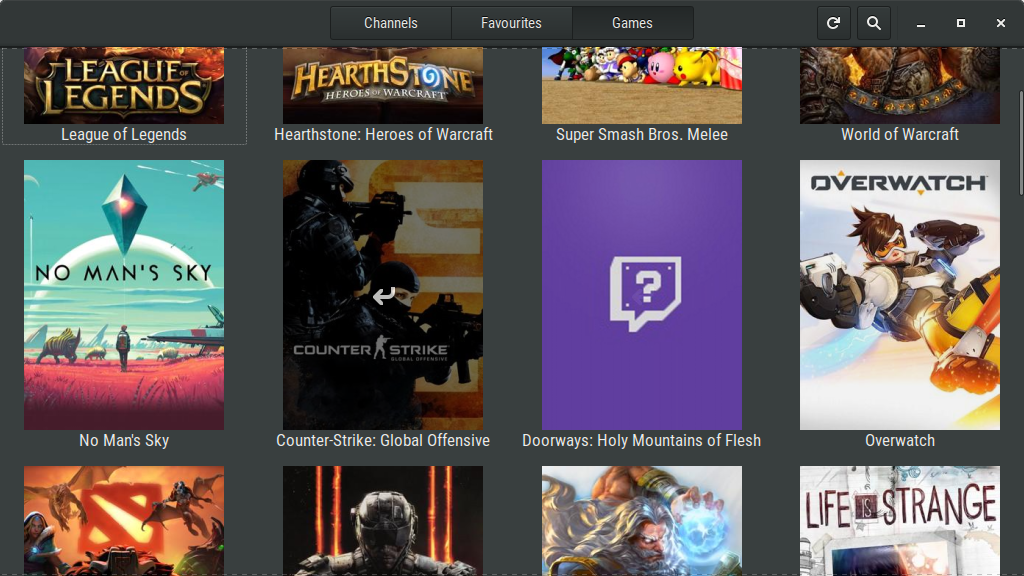 Channels
Favourites
Games
LEAGUE OF LEGENDS
HEARTHSTONE
HEROES OF WARCRAFT
League of Legends
Hearthstone: Heroes of Warcraft
Super Smash Bros. Melee
World of Warcraft
NO MAN'S SKY
COUNTER STRIKE
GLOBAL OFFENSIVE
?
OVERWATCH
No Man's Sky
Counter-Strike: Global Offensive
Doorways: Holy Mountains of Flesh
Overwatch
LIFE IS STRANGE